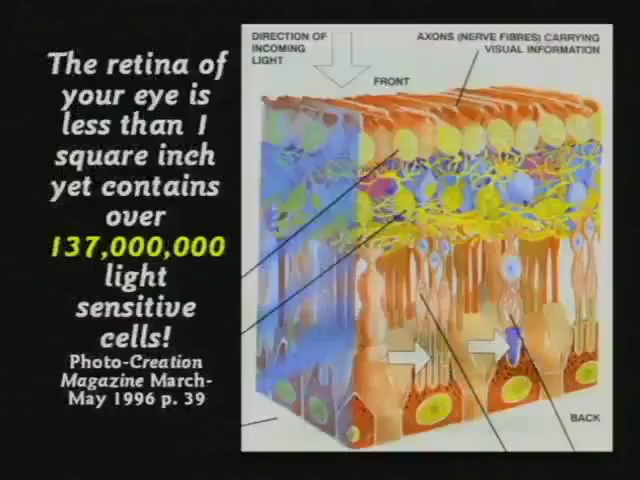 The retina of
your eye is
less than 1
square inch
yet contains
over
137,000,000
light
sensitive
cells!
Photo-Creation
Magazine March-
May 1996 p. 39
DIRECTION OF
INCOMING
LIGHT
FRONT
AXONS (NERVE FIBRES) CARRYING
VISUAL INFORMATION
BACK